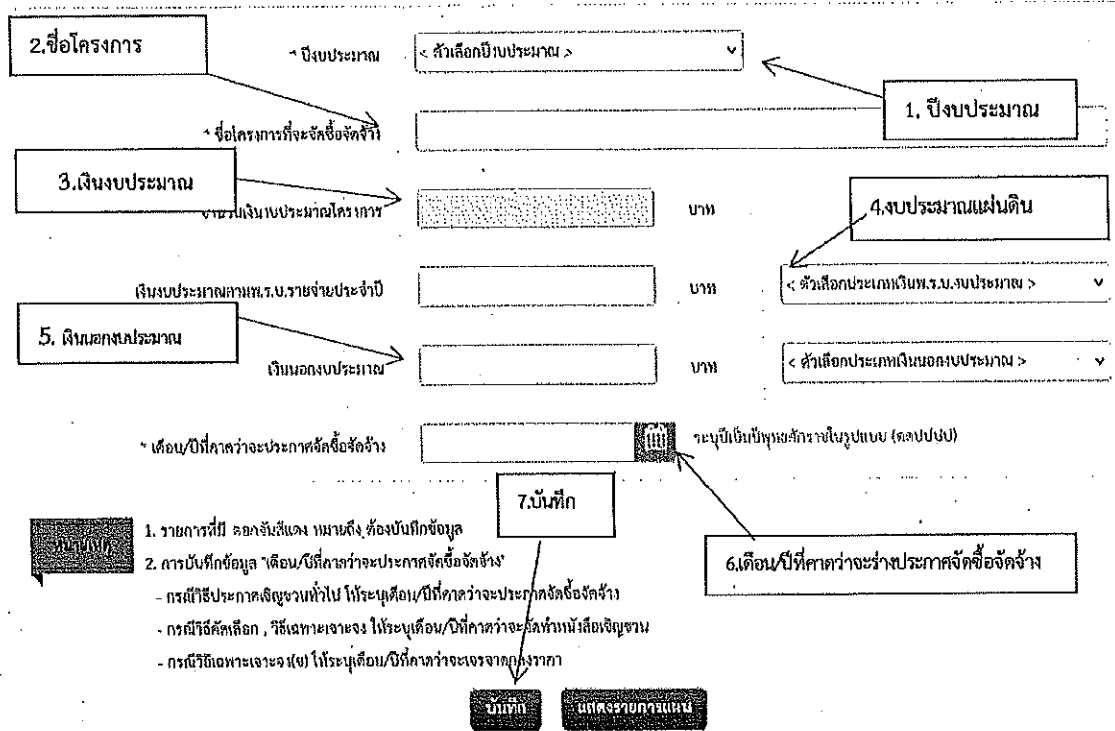 2.ชื่อโครงการ
* ปีงบประมาณ
< ตัวเลือกปีงบประมาณ >
1. ปีงบประมาณ
* ชื่อโครงการที่จะจัดซื้อจัดจ้าง
3.เงินงบประมาณ
จำนวนเงินงบประมาณโครงการ
บาท
4.งบประมาณแผ่นดิน
เงินงบประมาณตามพ.ร.บ.รายจ่ายประจำปี
บาท
< ตัวเลือกประเภทเงินพ.ร.บ.งบประมาณ >
5. เงินนอกงบประมาณ
เงินนอกงบประมาณ
บาท
< ตัวเลือกประเภทเงินนอกงบประมาณ >
* เดือน/ปีที่คาดว่าจะประกาศจัดซื้อจัดจ้าง
ระบุปีเป็นปีพุทธศักราชในรูปแบบ (ดดปปปป)
7.บันทึก
หมายเหตุ
1. รายการที่มี ดอกจันสีแดง หมายถึง ต้องบันทึกข้อมูล
2. การบันทึกข้อมูล "เดือน/ปีที่คาดว่าจะประกาศจัดซื้อจัดจ้าง"
6.เดือน/ปีที่คาดว่าจะร่างประกาศจัดซื้อจัดจ้าง
- กรณีวิธีประกาศเชิญชวนทั่วไป ให้ระบุเดือน/ปีที่คาดว่าจะประกาศจัดซื้อจัดจ้าง
- กรณีวิธีคัดเลือก , วิธีเฉพาะเจาะจง ให้ระบุเดือน/ปีที่คาดว่าจะจัดทำหนังสือเชิญชวน
- กรณีวิธีเฉพาะเจาะจง(ข) ให้ระบุเดือน/ปีที่คาดว่าจะเจรจาตกลงราคา
บันทึก
แสดงรายการแผน